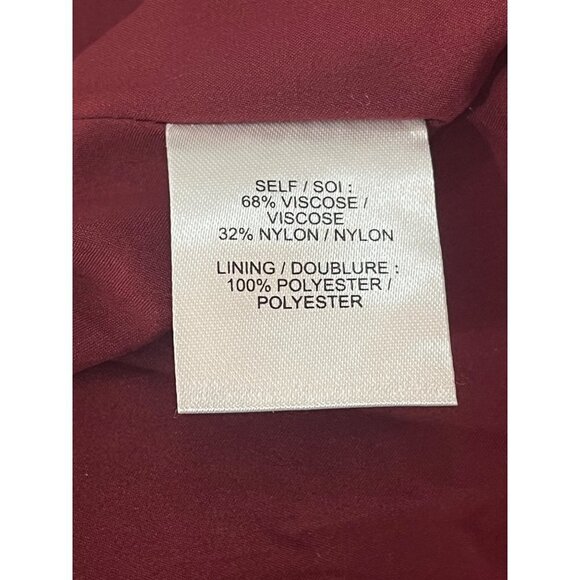 SELF / SOI :
68% VISCOSE /
VISCOSE
32% NYLON / NYLON
LINING / DOUBLURE :
100% POLYESTER /
POLYESTER